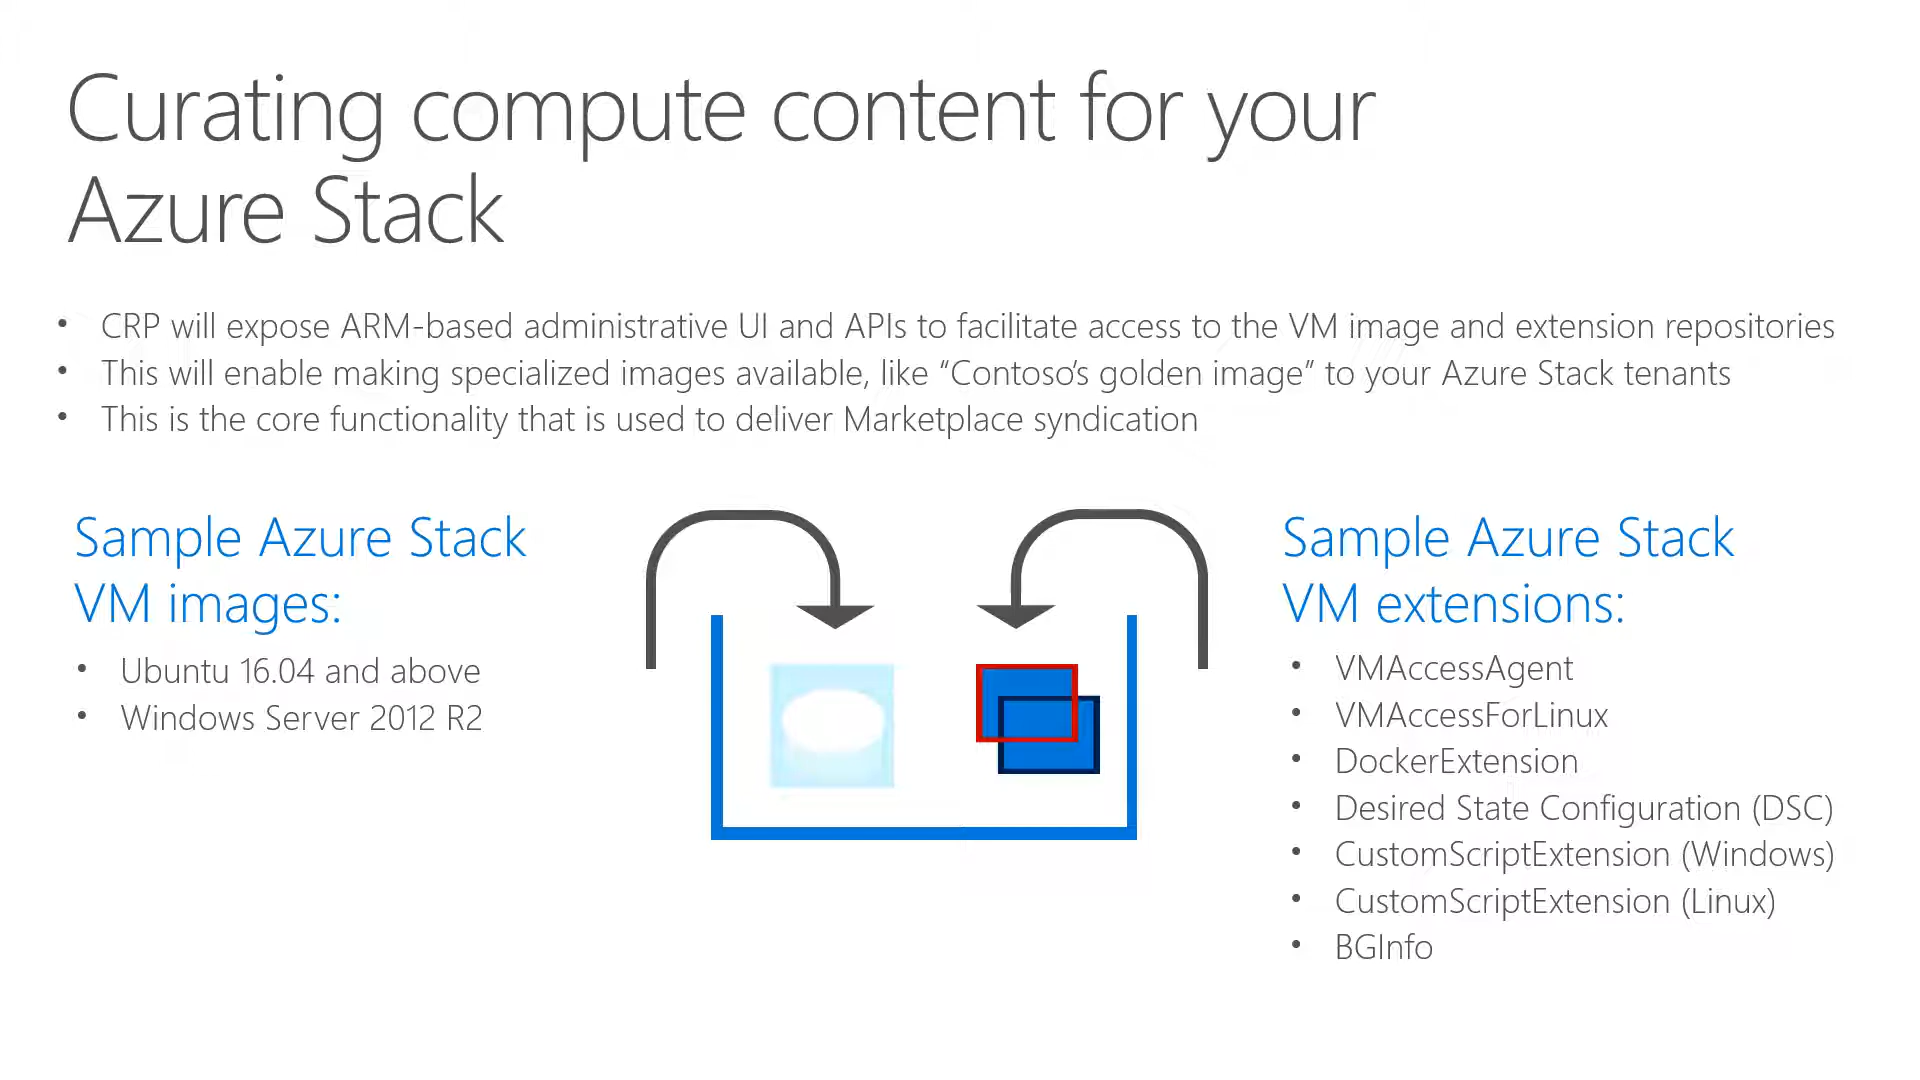 Curating compute content for your
Azure Stack
• CRP will expose ARM-based administrative UI and APIs to facilitate access to the VM image and extension repositories
• This will enable making specialized images available, like “Contoso’s golden image” to your Azure Stack tenants
• This is the core functionality that is used to deliver Marketplace syndication
Sample Azure Stack
VM images:
• Ubuntu 16.04 and above
• Windows Server 2012 R2
Sample Azure Stack
VM extensions:
• VMAccessAgent
• VMAccessForLinux
• DockerExtension
• Desired State Configuration (DSC)
• CustomScriptExtension (Windows)
• CustomScriptExtension (Linux)
• BGInfo